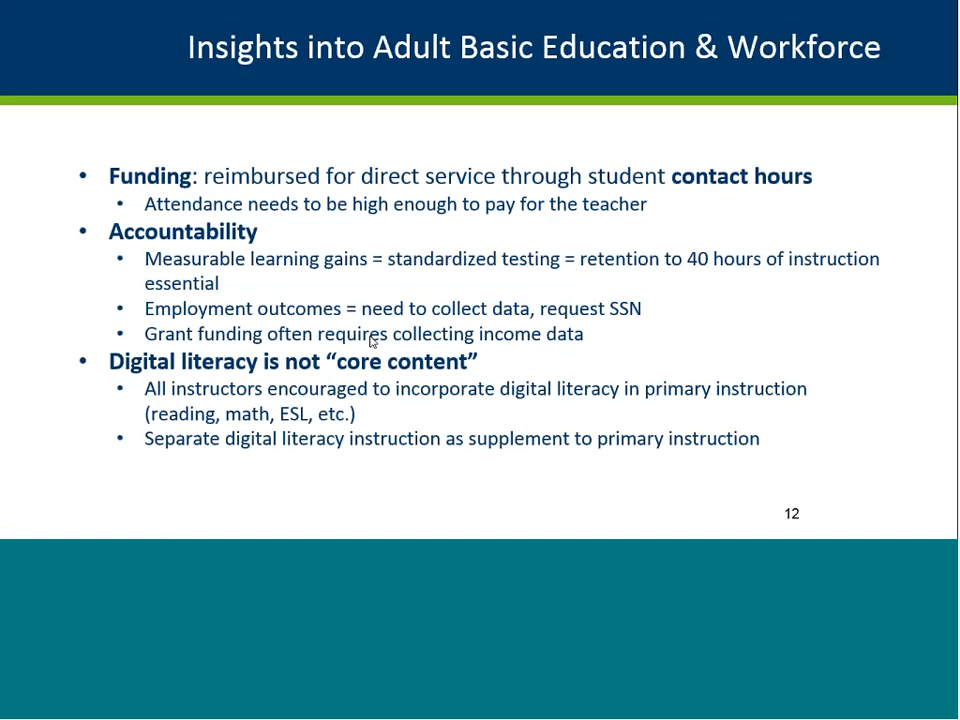 Insights into Adult Basic Education & Workforce
• Funding: reimbursed for direct service through student contact hours
• Attendance needs to be high enough to pay for the teacher
• Accountability
• Measurable learning gains = standardized testing = retention to 40 hours of instruction
essential
• Employment outcomes = need to collect data, request SSN
• Grant funding often requires collecting income data
• Digital literacy is not “core content”
• All instructors encouraged to incorporate digital literacy in primary instruction
(reading, math, ESL, etc.)
• Separate digital literacy instruction as supplement to primary instruction
12